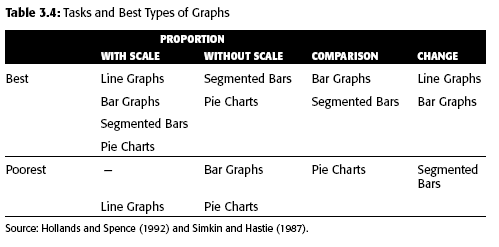 Table 3.4: Tasks and Best Types of Graphs
PROPORTION
WITH SCALE WITHOUT SCALE COMPARISON CHANGE
Best Line Graphs Segmented Bars Bar Graphs Line Graphs
Bar Graphs Pie Charts Segmented Bars Bar Graphs
Segmented Bars
Pie Charts
Poorest — Bar Graphs Pie Charts Segmented
Bars
Line Graphs Pie Charts
Source: Hollands and Spence (1992) and Simkin and Hastie (1987).